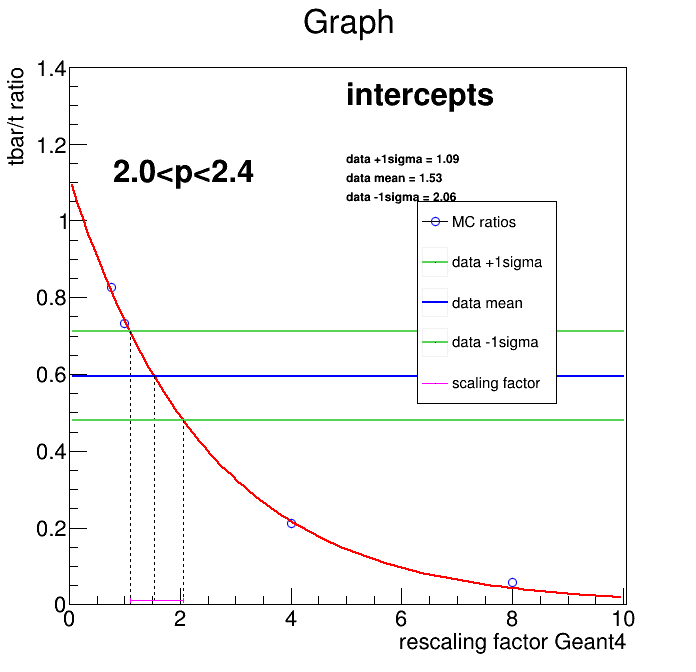 Graph
tbar/t ratio
1.4
1.2
1
0.8
0.6
0.4
0.2
0
intercepts
2.0<p<2.4
data +1sigma = 1.09
data mean = 1.53
data -1sigma = 2.06
MC ratios
data +1sigma
data mean
data -1sigma
scaling factor
0 2 4 6 8 10
rescaling factor Geant4